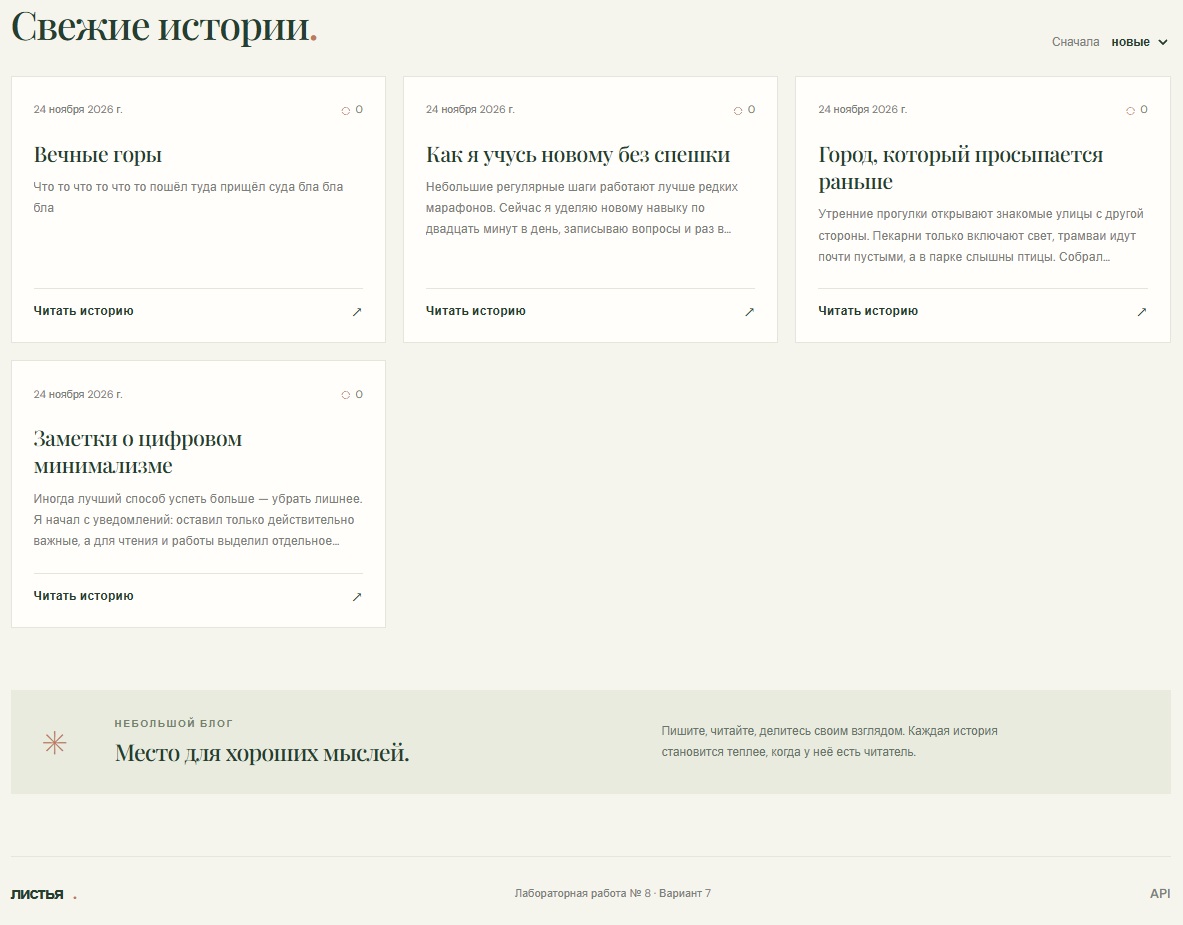 Свежие истории.
Сначала новые
24 ноября 2026 г. 0
Вечные горы
Что то что то что то пошёл туда прищёл суда бла бла
бла
Читать историю ↗
24 ноября 2026 г. 0
Как я учусь новому без спешки
Небольшие регулярные шаги работают лучше редких
марафонов. Сейчас я уделяю новому навыку по
двадцать минут в день, записываю вопросы и раз в...
Читать историю ↗
24 ноября 2026 г. 0
Город, который просыпается
раньше
Утренние прогулки открывают знакомые улицы с другой
стороны. Пекарни только включают свет, трамваи идут
почти пустыми, а в парке слышны птицы. Собрал...
Читать историю ↗
24 ноября 2026 г. 0
Заметки о цифровом
минимализме
Иногда лучший способ успеть больше — убрать лишнее.
Я начал с уведомлений: оставил только действительно
важные, а для чтения и работы выделил отдельное...
Читать историю ↗
НЕБОЛЬШОЙ БЛОГ
Место для хороших мыслей.
Пишите, читайте, делитесь своим взглядом. Каждая история
становится теплее, когда у неё есть читатель.
ЛИСТЬЯ .
Лабораторная работа № 8 · Вариант 7
API